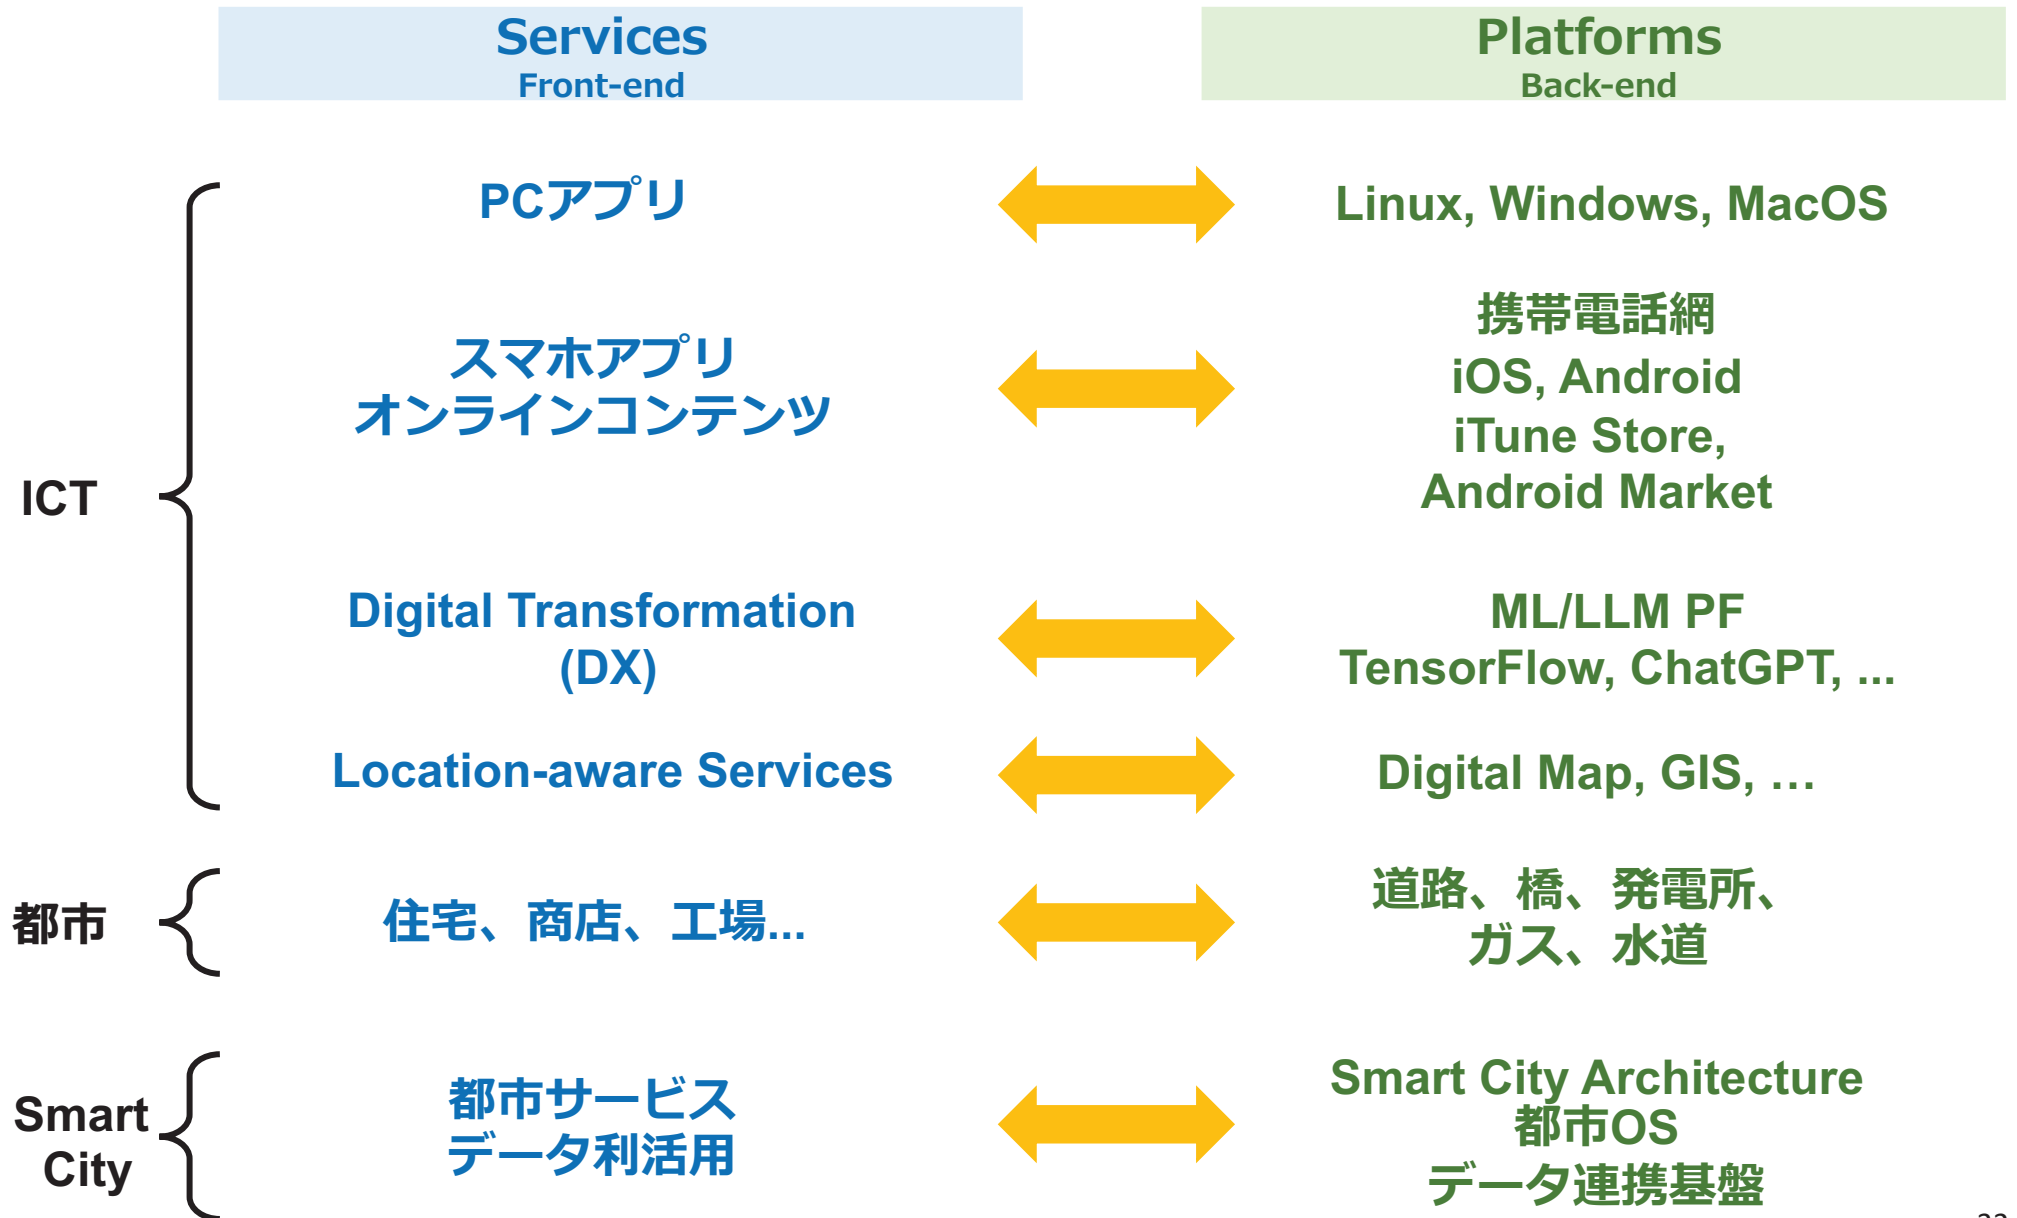 Services
Front-end
Platforms
Back-end
ICT
PCアプリ
Linux, Windows, MacOS
スマホアプリ
オンラインコンテンツ
携帯電話網
iOS, Android
iTune Store,
Android Market
Digital Transformation
(DX)
ML/LLM PF
TensorFlow, ChatGPT, ...
Location-aware Services
Digital Map, GIS, …
都市
住宅、商店、工場...
道路、橋、発電所、
ガス、水道
Smart
City
都市サービス
データ利活用
Smart City Architecture
都市OS
データ連携基盤